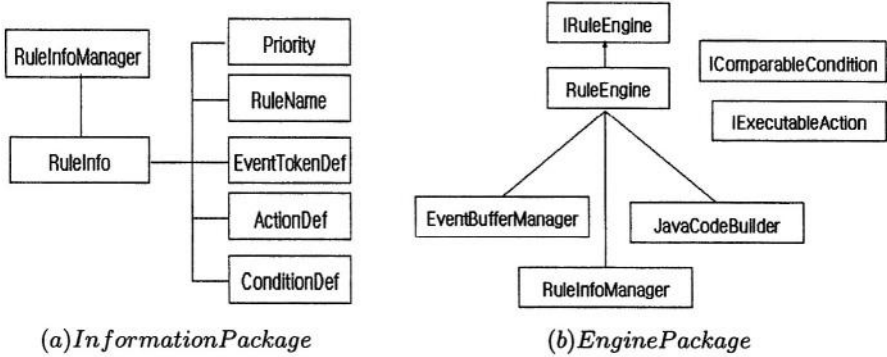 RuleInfoManager
RuleInfo
Priority
RuleName
EventTokenDef
ActionDef
ConditionDef
(a)InformationPackage
IRuleEngine
RuleEngine
IComparableCondition
IExecutableAction
EventBufferManager
JavaCodeBuilder
RuleInfoManager
(b)EnginePackage